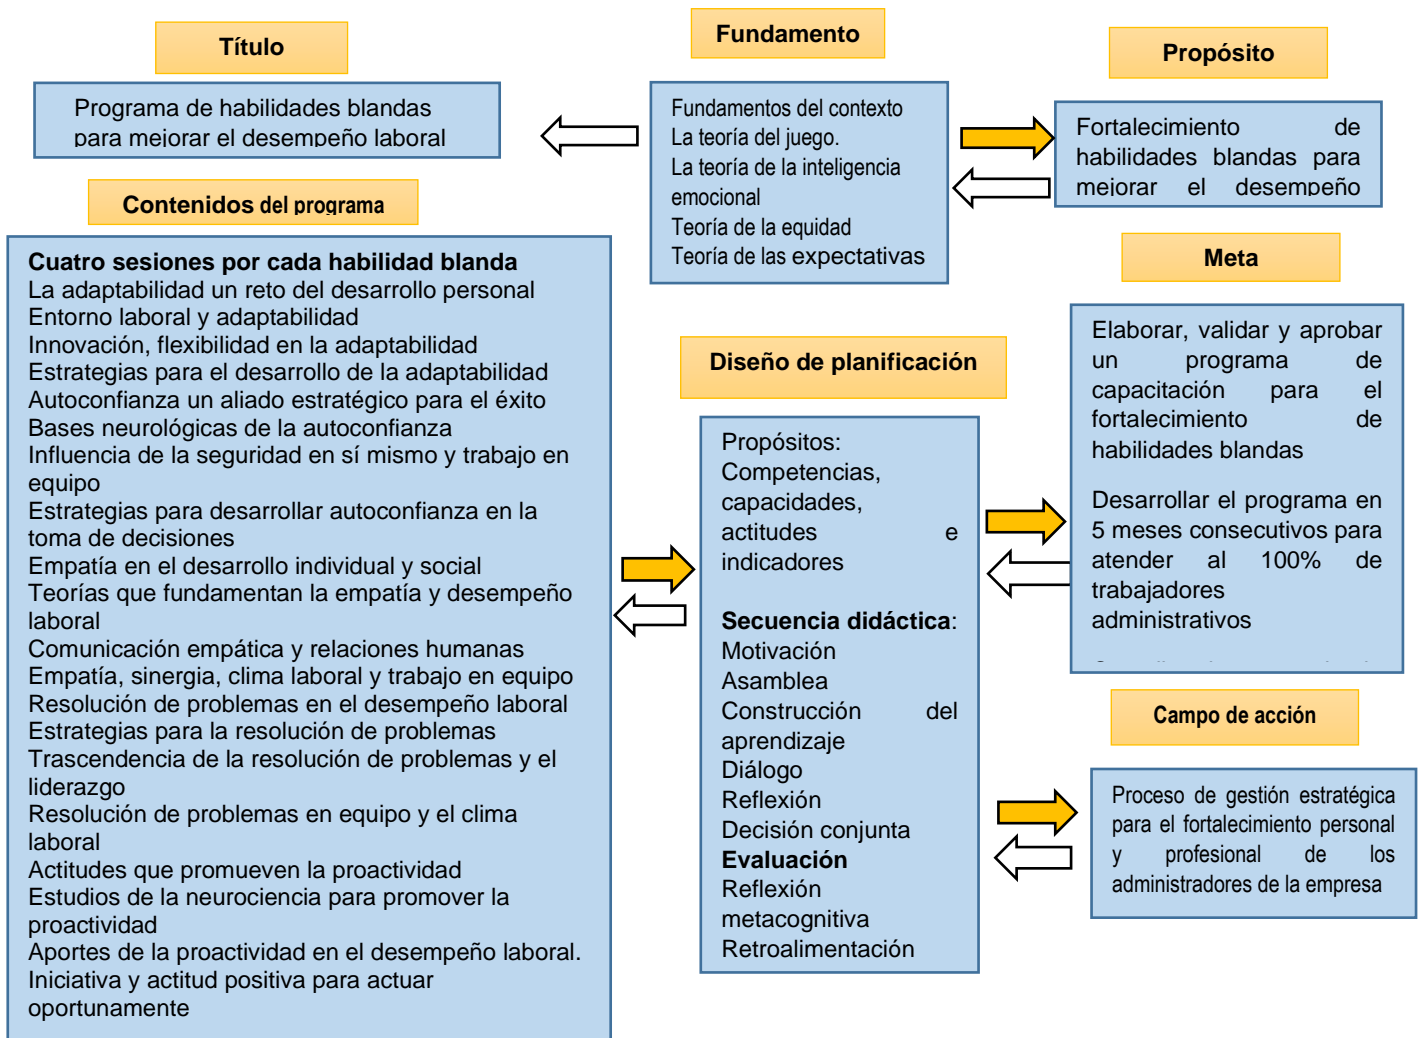 Título
Programa de habilidades blandas
para mejorar el desempeño laboral
Fundamento
Fundamentos del contexto
La teoría del juego.
La teoría de la inteligencia
emocional
Teoría de la equidad
Teoría de las expectativas
Propósito
Fortalecimiento de
habilidades blandas para
mejorar el desempeño
Contenidos del programa
Cuatro sesiones por cada habilidad blanda
La adaptabilidad un reto del desarrollo personal
Entorno laboral y adaptabilidad
Innovación, flexibilidad en la adaptabilidad
Estrategias para el desarrollo de la adaptabilidad
Autoconfianza un aliado estratégico para el éxito
Bases neurológicas de la autoconfianza
Influencia de la seguridad en sí mismo y trabajo en
equipo
Estrategias para desarrollar autoconfianza en la
toma de decisiones
Empatía en el desarrollo individual y social
Teorías que fundamentan la empatía y desempeño
laboral
Comunicación empática y relaciones humanas
Empatía, sinergia, clima laboral y trabajo en equipo
Resolución de problemas en el desempeño laboral
Estrategias para la resolución de problemas
Trascendencia de la resolución de problemas y el
liderazgo
Resolución de problemas en equipo y el clima
laboral
Actitudes que promueven la proactividad
Estudios de la neurociencia para promover la
proactividad
Aportes de la proactividad en el desempeño laboral.
Iniciativa y actitud positiva para actuar
oportunamente
Diseño de planificación
Propósitos:
Competencias,
capacidades,
actitudes e
indicadores
Secuencia didáctica:
Motivación
Asamblea
Construcción del
aprendizaje
Diálogo
Reflexión
Decisión conjunta
Evaluación
Reflexión
metacognitiva
Retroalimentación
Meta
Elaborar, validar y aprobar
un programa de
capacitación para el
fortalecimiento de
habilidades blandas
Desarrollar el programa en
5 meses consecutivos para
atender al 100% de
trabajadores
administrativos
Campo de acción
Proceso de gestión estratégica
para el fortalecimiento personal
y profesional de los
administradores de la empresa